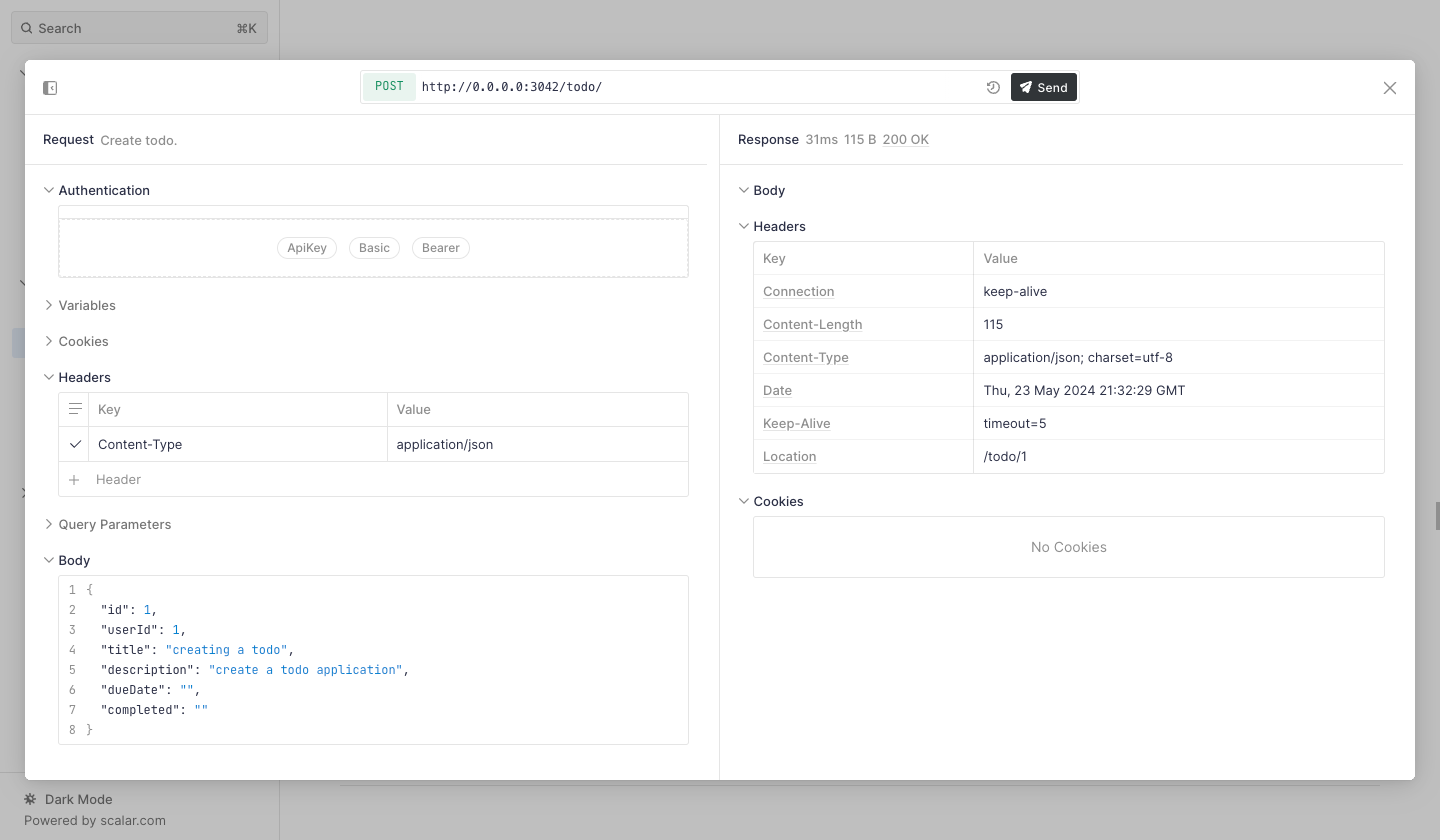 Search ⌘K
POST http://0.0.0.0:3042/todo/ Send
Request Create todo.
Authentication
ApiKey Basic Bearer
Variables
Cookies
Headers
Key Value
Content-Type application/json
Header
Query Parameters
Body
1 {
2 "id": 1,
3 "userId": 1,
4 "title": "creating a todo",
5 "description": "create a todo application",
6 "dueDate": "",
7 "completed": ""
8 }
Response 31ms 115 B 200 OK
Body
Headers
Key Value
Connection keep-alive
Content-Length 115
Content-Type application/json; charset=utf-8
Date Thu, 23 May 2024 21:32:29 GMT
Keep-Alive timeout=5
Location /todo/1
Cookies
No Cookies
Dark Mode
Powered by scalar.com